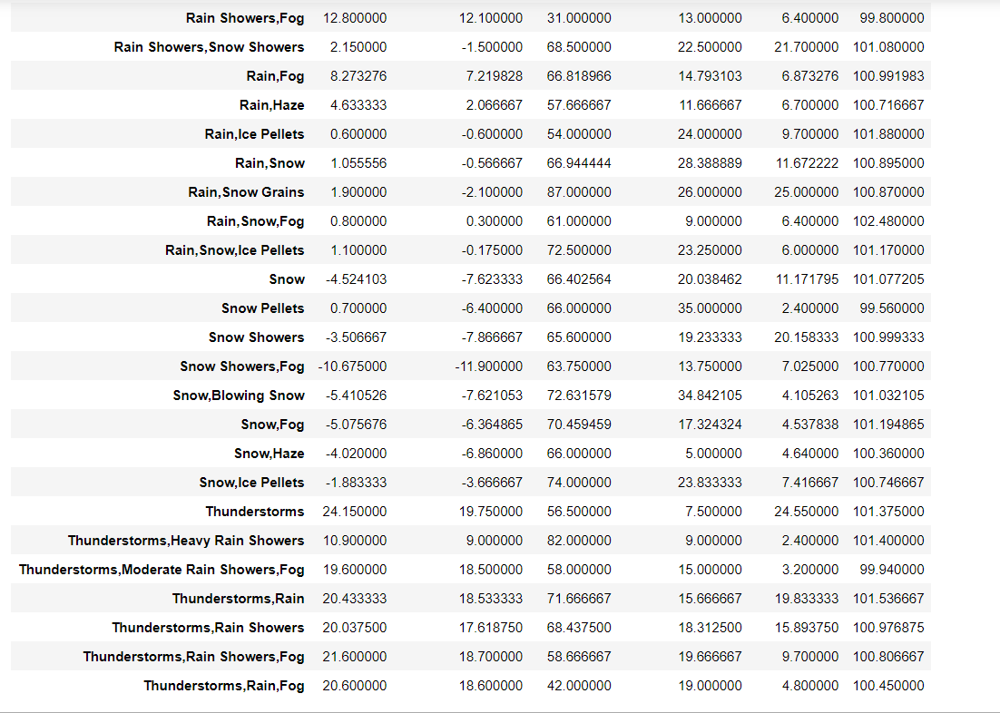 Rain Showers,Fog 12.800000 12.100000 31.000000 13.000000 6.400000 99.800000
Rain Showers,Snow Showers 2.150000 -1.500000 68.500000 22.500000 21.700000 101.080000
Rain,Fog 8.273276 7.219828 66.818966 14.793103 6.873276 100.991983
Rain,Haze 4.633333 2.066667 57.666667 11.666667 6.700000 100.716667
Rain,Ice Pellets 0.600000 -0.600000 54.000000 24.000000 9.700000 101.880000
Rain,Snow 1.055556 -0.566667 66.944444 28.388889 11.672222 100.895000
Rain,Snow Grains 1.900000 -2.100000 87.000000 26.000000 25.000000 100.870000
Rain,Snow,Fog 0.800000 0.300000 61.000000 9.000000 6.400000 102.480000
Rain,Snow,Ice Pellets 1.100000 -0.175000 72.500000 23.250000 6.000000 101.170000
Snow -4.524103 -7.623333 66.402564 20.038462 11.171795 101.077205
Snow Pellets 0.700000 -6.400000 66.000000 35.000000 2.400000 99.560000
Snow Showers -3.506667 -7.866667 65.600000 19.233333 20.158333 100.999333
Snow Showers,Fog -10.675000 -11.900000 63.750000 13.750000 7.025000 100.770000
Snow,Blowing Snow -5.410526 -7.621053 72.631579 34.842105 4.105263 101.032105
Snow,Fog -5.075676 -6.364865 70.459459 17.324324 4.537838 101.194865
Snow,Haze -4.020000 -6.860000 66.000000 5.000000 4.640000 100.360000
Snow,Ice Pellets -1.883333 -3.666667 74.000000 23.833333 7.416667 100.746667
Thunderstorms 24.150000 19.750000 56.500000 7.500000 24.550000 101.375000
Thunderstorms,Heavy Rain Showers 10.900000 9.000000 82.000000 9.000000 2.400000 101.400000
Thunderstorms,Moderate Rain Showers,Fog 19.600000 18.500000 58.000000 15.000000 3.200000 99.940000
Thunderstorms,Rain 20.433333 18.533333 71.666667 15.666667 19.833333 101.536667
Thunderstorms,Rain Showers 20.037500 17.618750 68.437500 18.312500 15.893750 100.976875
Thunderstorms,Rain Showers,Fog 21.600000 18.700000 58.666667 19.666667 9.700000 100.806667
Thunderstorms,Rain,Fog 20.600000 18.600000 42.000000 19.000000 4.800000 100.450000